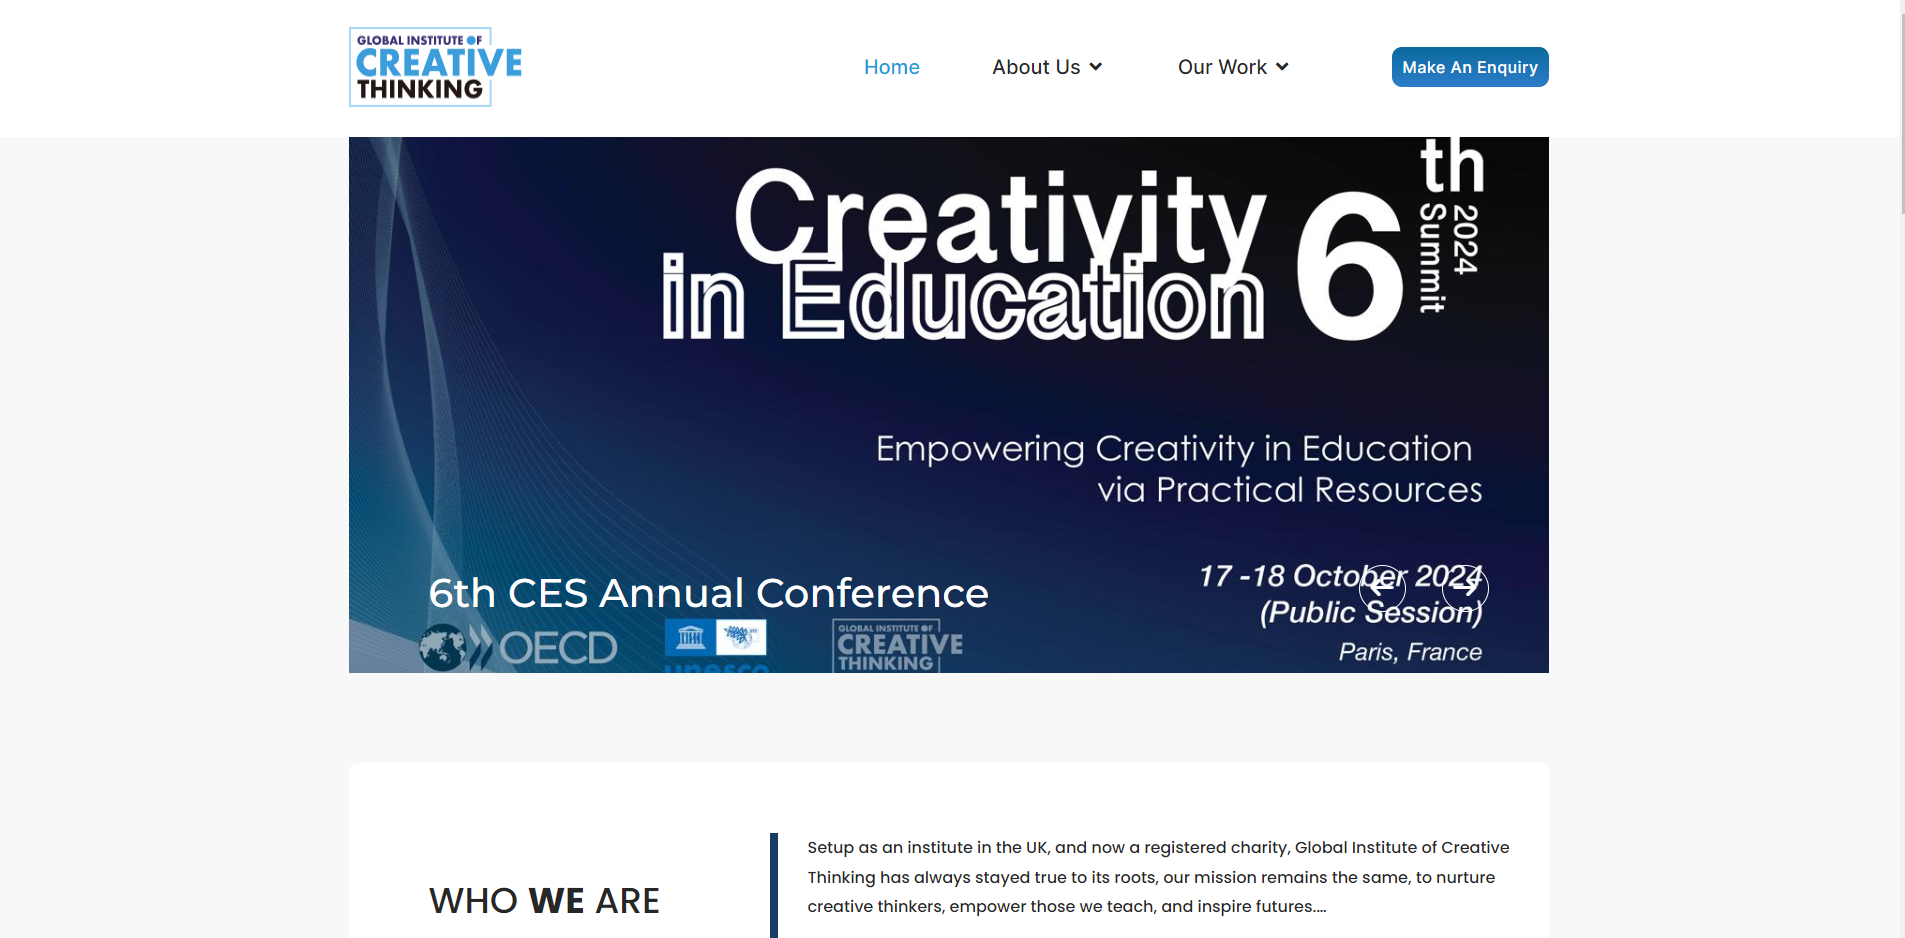 GLOBAL INSTITUTE OF
CREATIVE
THINKING
Home
About Us
Our Work
Make An Enquiry
Creativity
in Education
6
th
2024
Summit
Empowering Creativity in Education
via Practical Resources
17 -18 October 2024
(Public Session)
Paris, France
6th CES Annual Conference
OECD
unesco
GLOBAL INSTITUTE OF
CREATIVE
THINKING
WHO WE ARE
Setup as an institute in the UK, and now a registered charity, Global Institute of Creative
Thinking has always stayed true to its roots, our mission remains the same, to nurture
creative thinkers, empower those we teach, and inspire futures....